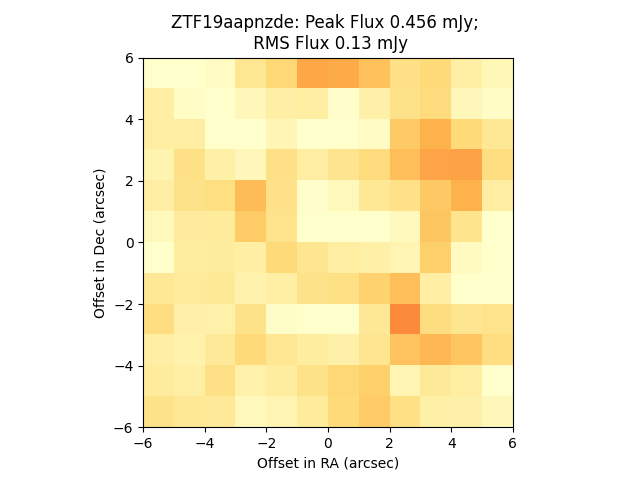 ZTF19aapnzde: Peak Flux 0.456 mJy;
RMS Flux 0.13 mJy
6
4
2
0
−2
−4
−6
Offset in Dec (arcsec)
−6 −4 −2 0 2 4 6
Offset in RA (arcsec)